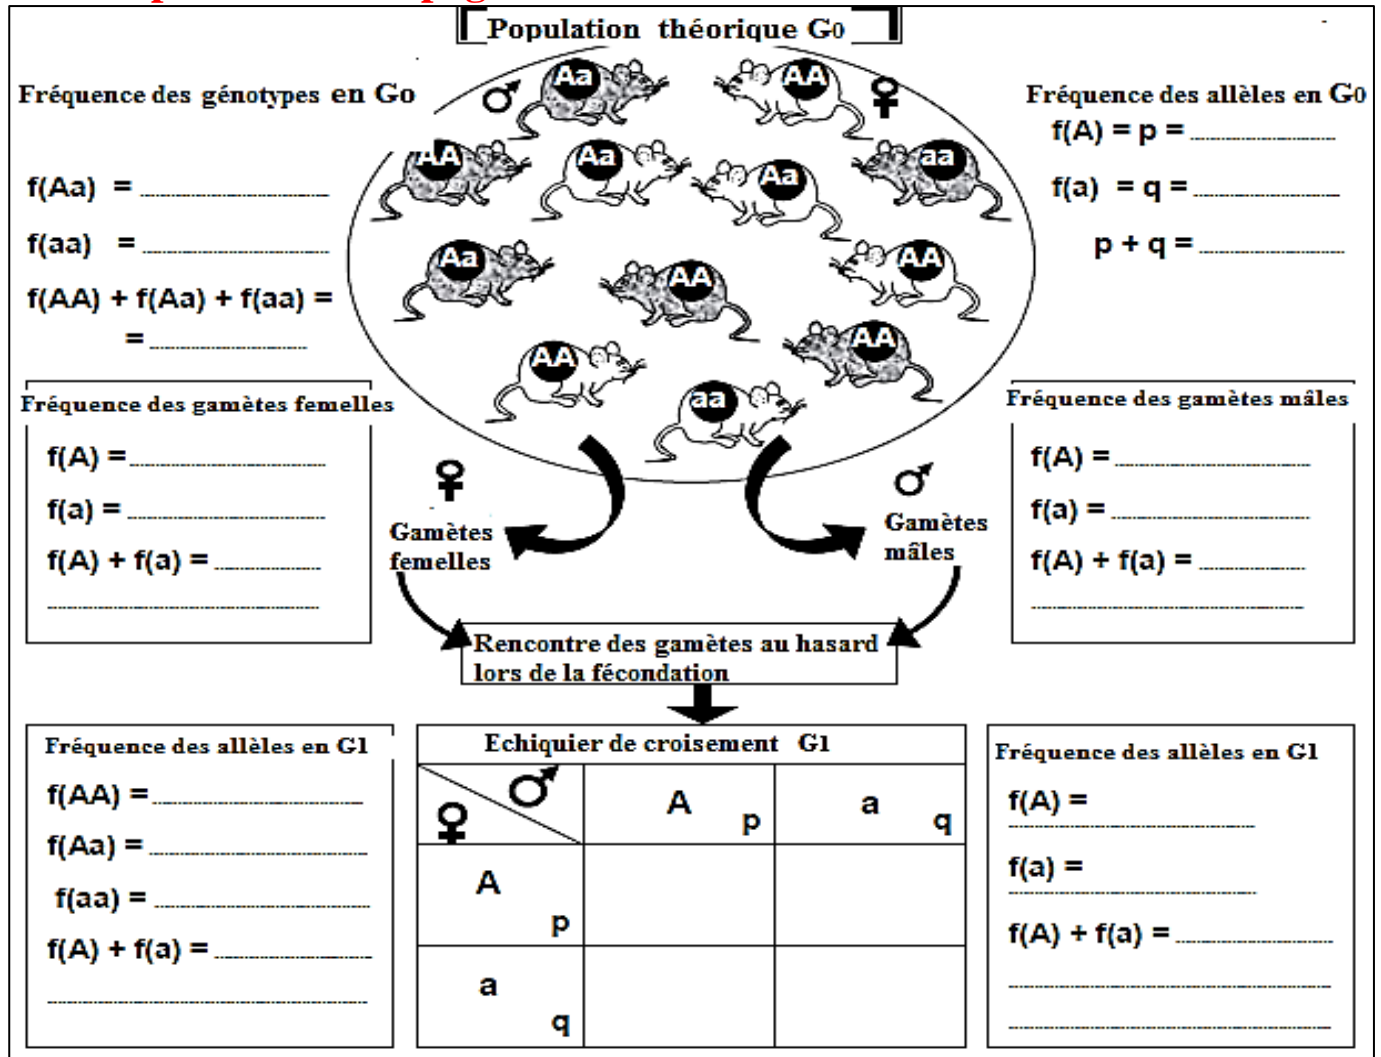 Population théorique G0
Fréquence des génotypes en Go
f(Aa) =
f(aa) =
f(AA) + f(Aa) + f(aa) =
=
Aa
AA
AA
Aa
Aa
aa
Aa
AA
AA
AA
AA
aa
Fréquence des allèles en G0
f(A) = p =
f(a) = q =
p + q =
Fréquence des gamètes femelles
f(A) =
f(a) =
f(A) + f(a) =
Gamètes
femelles
Gamètes
mâles
Fréquence des gamètes mâles
f(A) =
f(a) =
f(A) + f(a) =
Rencontre des gamètes au hasard
lors de la fécondation
Fréquence des allèles en G1
f(AA) =
f(Aa) =
f(aa) =
f(A) + f(a) =
Echiquier de croisement G1
A p
a q
A p
a q
Fréquence des allèles en G1
f(A) =
f(a) =
f(A) + f(a) =